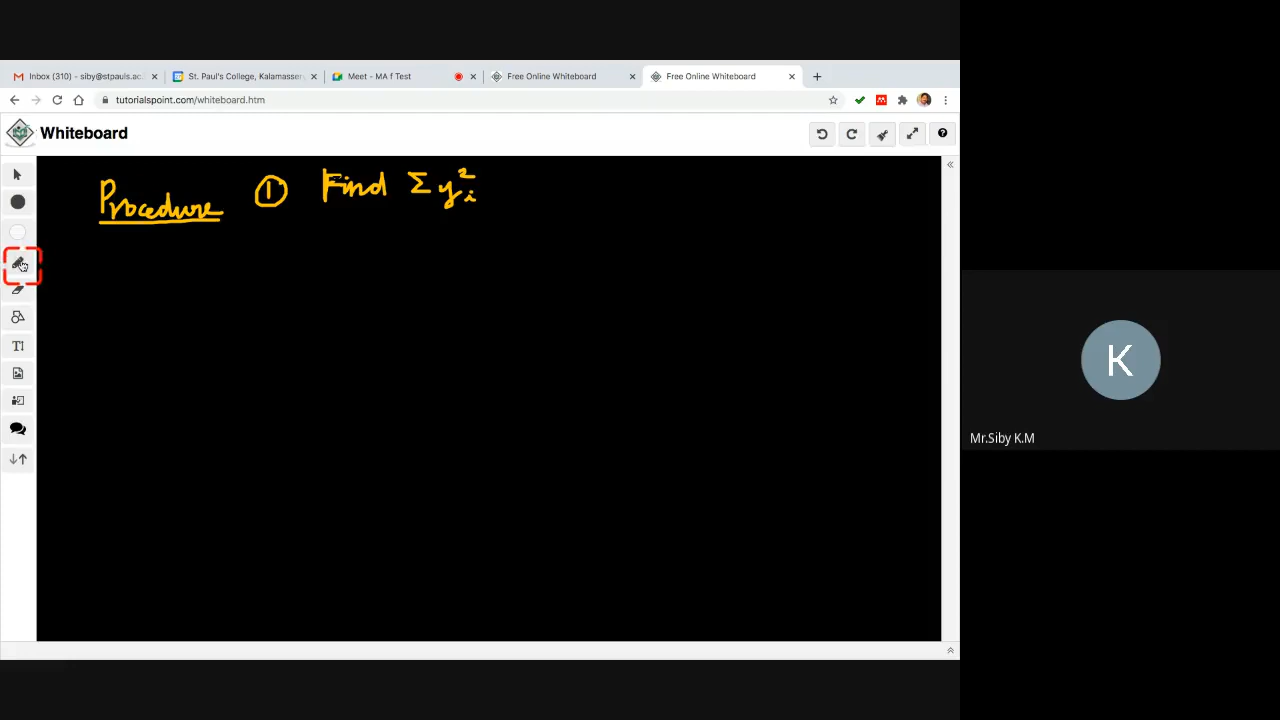 Inbox (310) - siby@stpauls.ac.
St. Paul's College, Kalamasser
Meet - MA f Test
Free Online Whiteboard
Free Online Whiteboard
tutorialspoint.com/whiteboard.htm
Whiteboard
Procedure ① Find Σ yᵢ²
K
Mr.Siby K.M